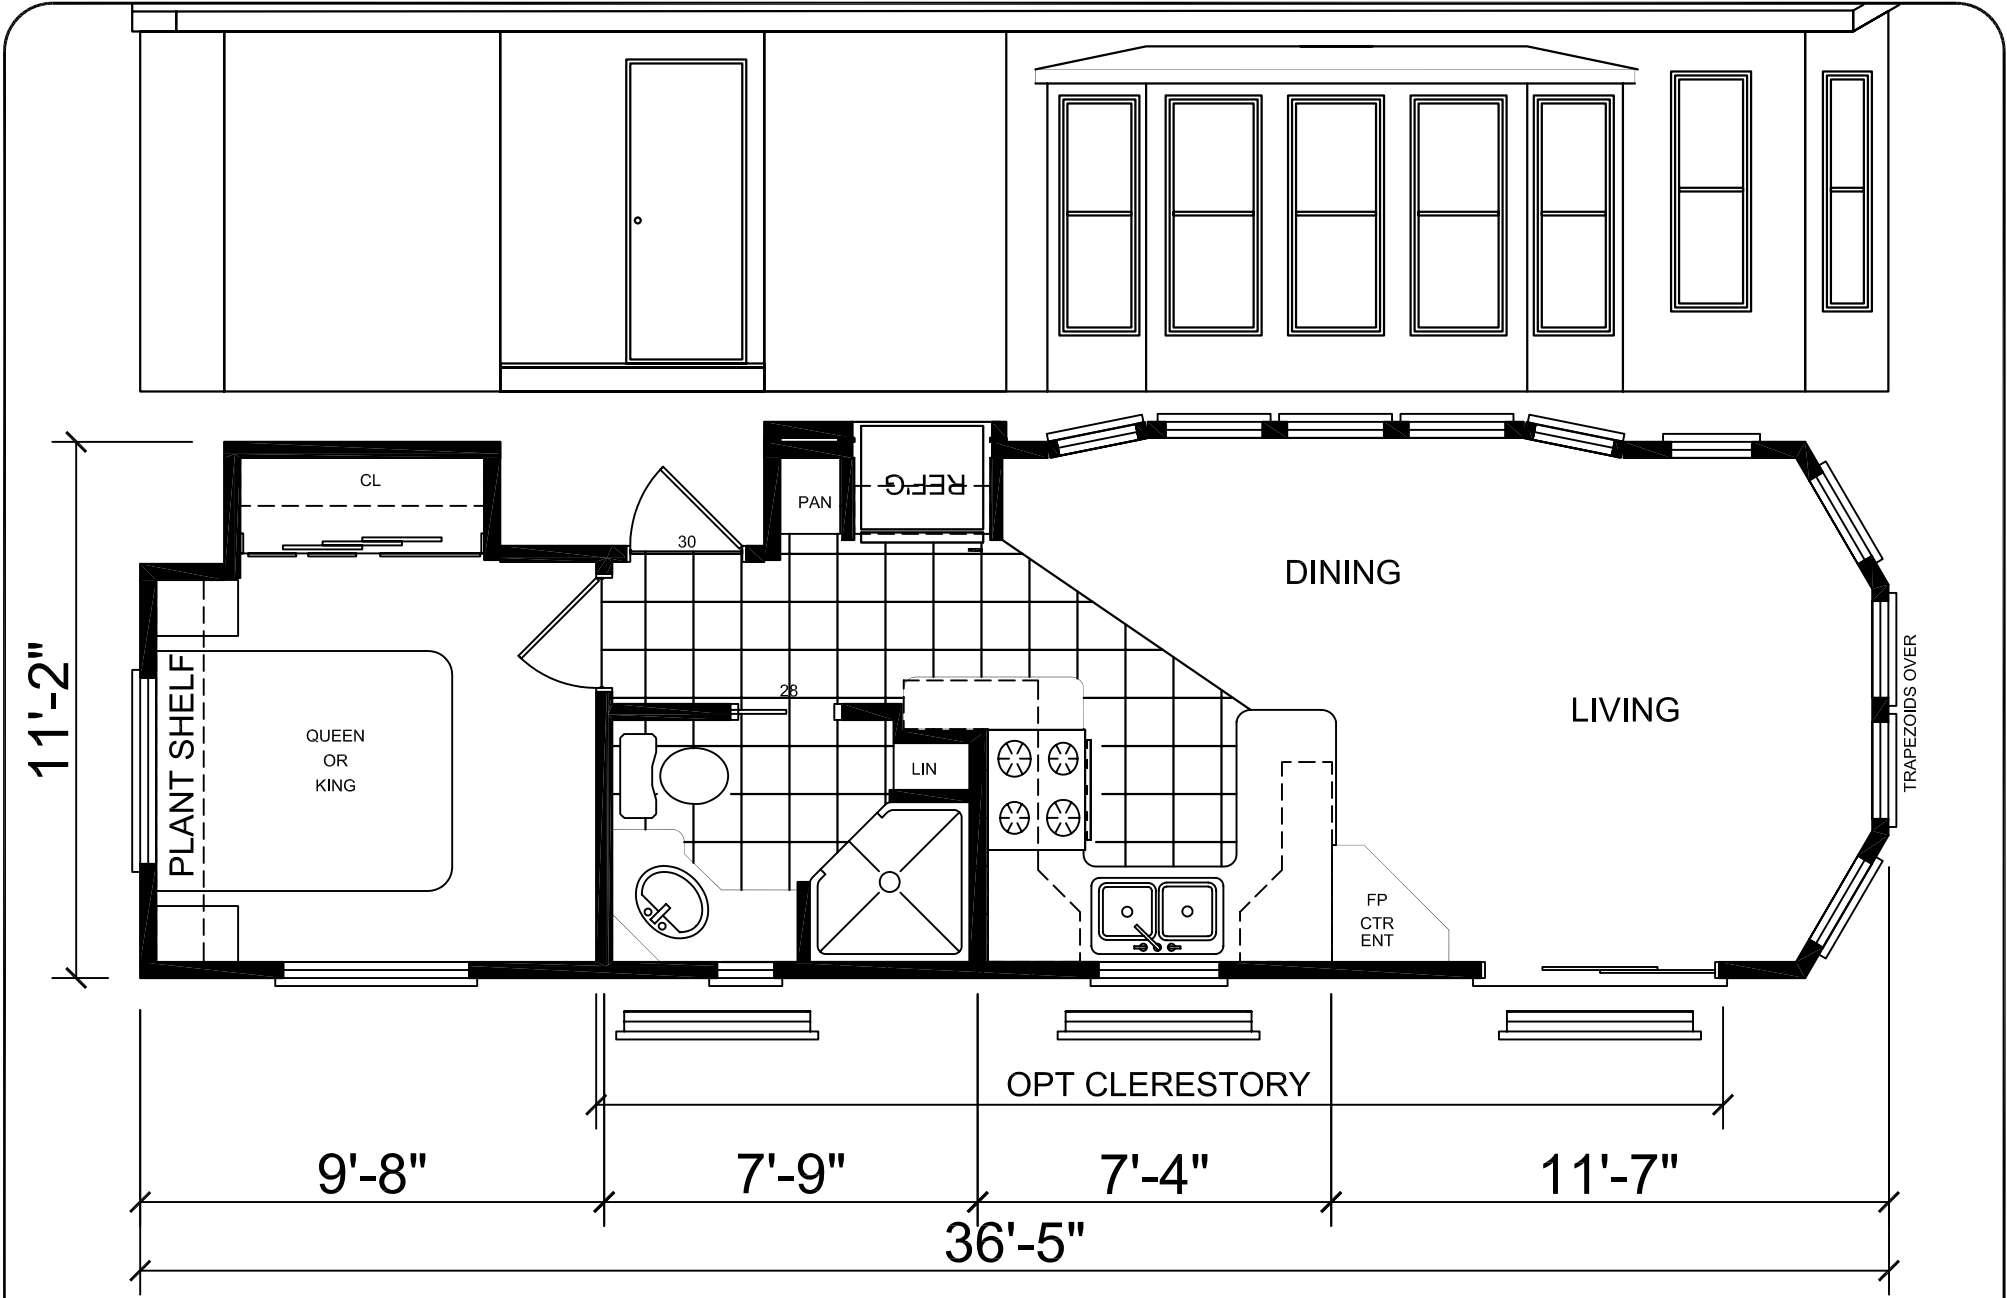 CL
PAN
REF'G
30
DINING
11'-2"
PLANT SHELF
QUEEN
OR
KING
28
LIN
LIVING
TRAPEZOIDS OVER
FP
CTR
ENT
OPT CLERESTORY
9'-8"
7'-9"
7'-4"
11'-7"
36'-5"